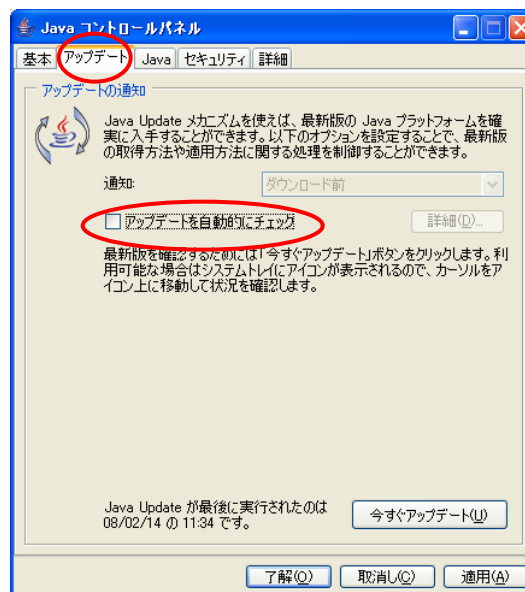 Java コントロールパネル
基本 アップデート Java セキュリティ 詳細
アップデートの通知
Java Update メカニズムを使えば、最新版の Java プラットフォームを確
実に入手することができます。以下のオプションを設定することで、最新版
の取得方法や適用方法に関する処理を制御することができます。
通知: ダウンロード前
アップデートを自動的にチェック 詳細(D)...
最新版を確認するためには「今すぐアップデート」ボタンをクリックします。利
用可能な場合はシステムトレイにアイコンが表示されるので、カーソルをア
イコン上に移動して状況を確認します。
Java Update が最後に実行されたのは
08/02/14 の 11:34 です。
今すぐアップデート(U)
了解(O) 取消し(C) 適用(A)